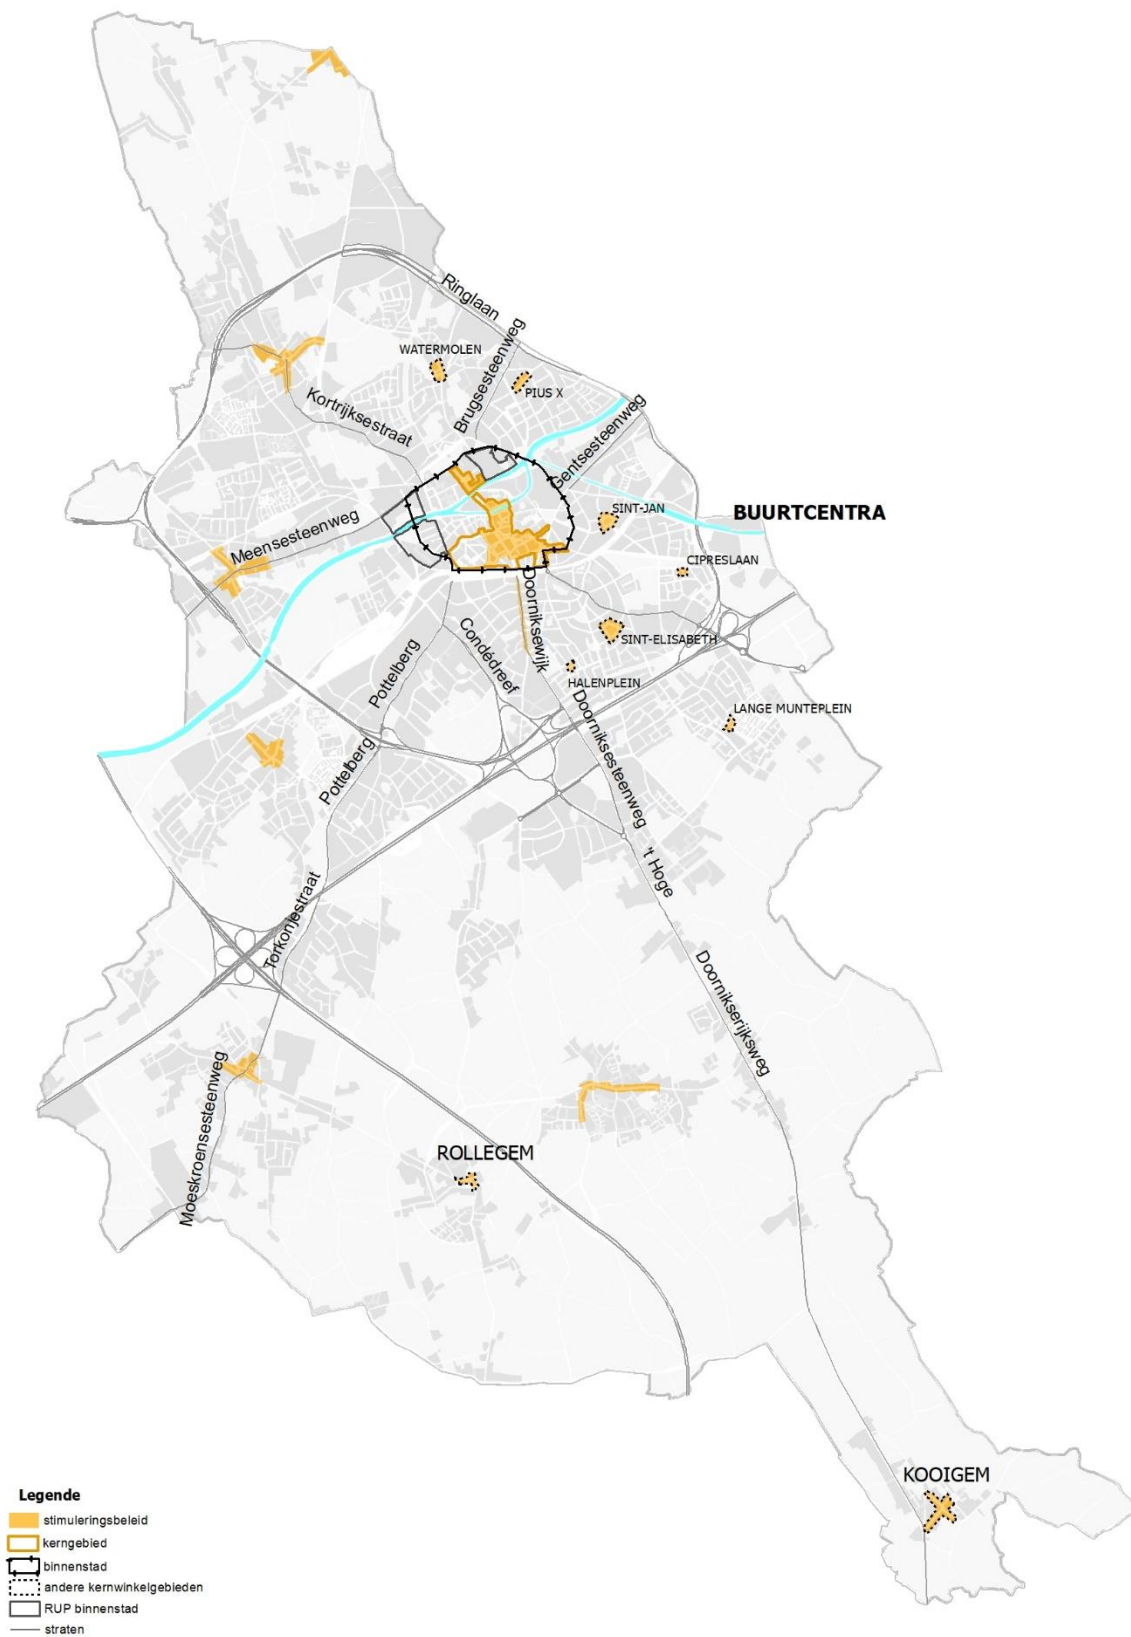 Ringlaan
WATERMOLEN
Brugsesteenweg
PIUS X
Kortrijksestraat
Gentsesteenweg
SINT-JAN
BUURTCENTRA
Meensesteenweg
CIPRESLAAN
Doorniksewijk
SINT-ELISABETH
Condédreef
Pottelberg
HALENPLEIN
LANGE MUNTEPLEIN
Doorniksesteenweg
Pottelberg
't Hoge
Torkonjestraat
Doornikserijksweg
Moeskroensesteenweg
ROLLEGEM
KOOIGEM
Legende
stimuleringsbeleid
kerngebied
binnenstad
andere kernwinkelgebieden
RUP binnenstad
straten